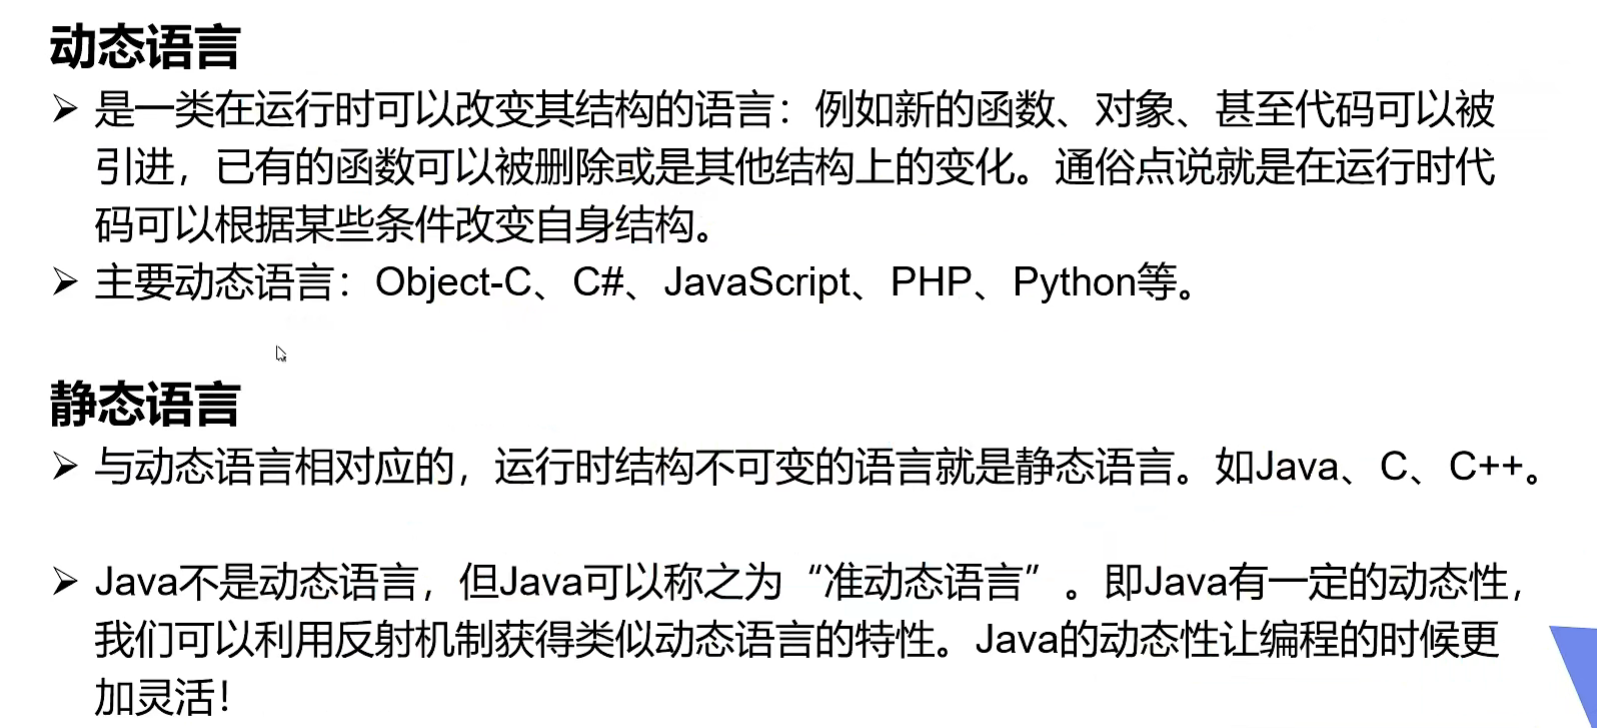 动态语言
➢ 是一类在运行时可以改变其结构的语言：例如新的函数、对象、甚至代码可以被
引进，已有的函数可以被删除或是其他结构上的变化。通俗点说就是在运行时代
码可以根据某些条件改变自身结构。
➢ 主要动态语言：Object-C、C#、JavaScript、PHP、Python等。
静态语言
➢ 与动态语言相对应的，运行时结构不可变的语言就是静态语言。如Java、C、C++。
➢ Java不是动态语言，但Java可以称之为“准动态语言”。即Java有一定的动态性，
我们可以利用反射机制获得类似动态语言的特性。Java的动态性让编程的时候更
加灵活！